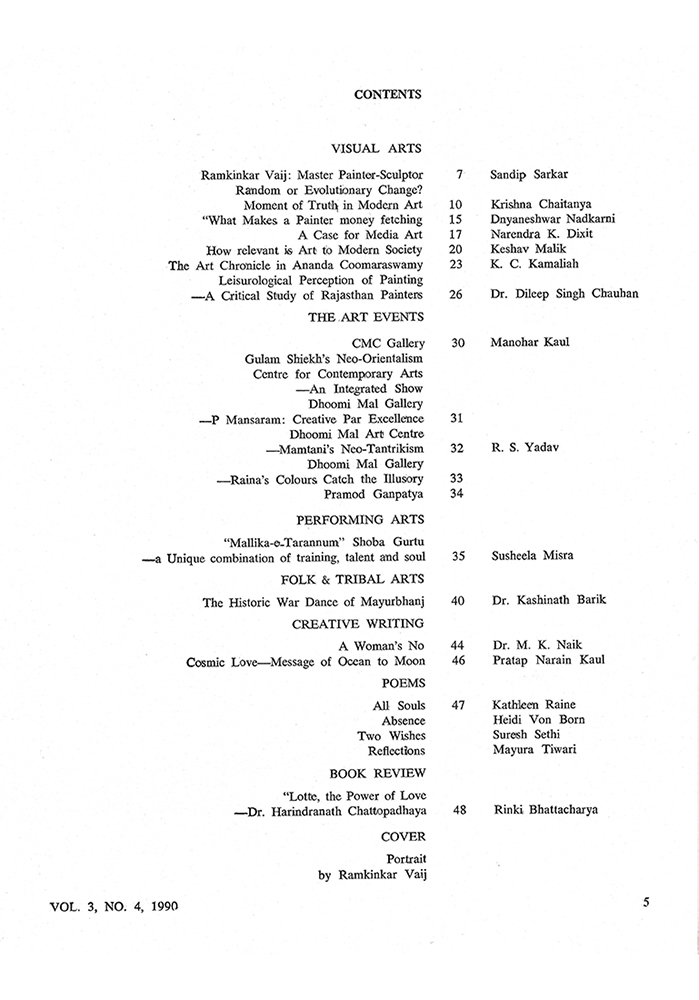 CONTENTS
VISUAL ARTS
Ramkinkar Vaij: Master Painter-Sculptor 7 Sandip Sarkar
Random or Evolutionary Change?
Moment of Truth in Modern Art 10 Krishna Chaitanya
"What Makes a Painter money fetching 15 Dnyaneshwar Nadkarni
A Case for Media Art 17 Narendra K. Dixit
How relevant is Art to Modern Society 20 Keshav Malik
The Art Chronicle in Ananda Coomaraswamy 23 K. C. Kamaliah
Leisurological Perception of Painting
—A Critical Study of Rajasthan Painters 26 Dr. Dileep Singh Chauhan
THE ART EVENTS
CMC Gallery 30 Manohar Kaul
Gulam Shiekh's Neo-Orientalism
Centre for Contemporary Arts
—An Integrated Show
Dhoomi Mal Gallery
—P Mansaram: Creative Par Excellence 31
Dhoomi Mal Art Centre
—Mamtani's Neo-Tantrikism 32 R. S. Yadav
Dhoomi Mal Gallery
—Raina's Colours Catch the Illusory 33
Pramod Ganpatya 34
PERFORMING ARTS
"Mallika-e-Tarannum" Shoba Gurtu
—a Unique combination of training, talent and soul 35 Susheela Misra
FOLK & TRIBAL ARTS
The Historic War Dance of Mayurbhanj 40 Dr. Kashinath Barik
CREATIVE WRITING
A Woman's No 44 Dr. M. K. Naik
Cosmic Love—Message of Ocean to Moon 46 Pratap Narain Kaul
POEMS
All Souls 47 Kathleen Raine
Absence Heidi Von Born
Two Wishes Suresh Sethi
Reflections Mayura Tiwari
BOOK REVIEW
"Lotte, the Power of Love
—Dr. Harindranath Chattopadhaya 48 Rinki Bhattacharya
COVER
Portrait
by Ramkinkar Vaij
VOL. 3, NO. 4, 1990 5